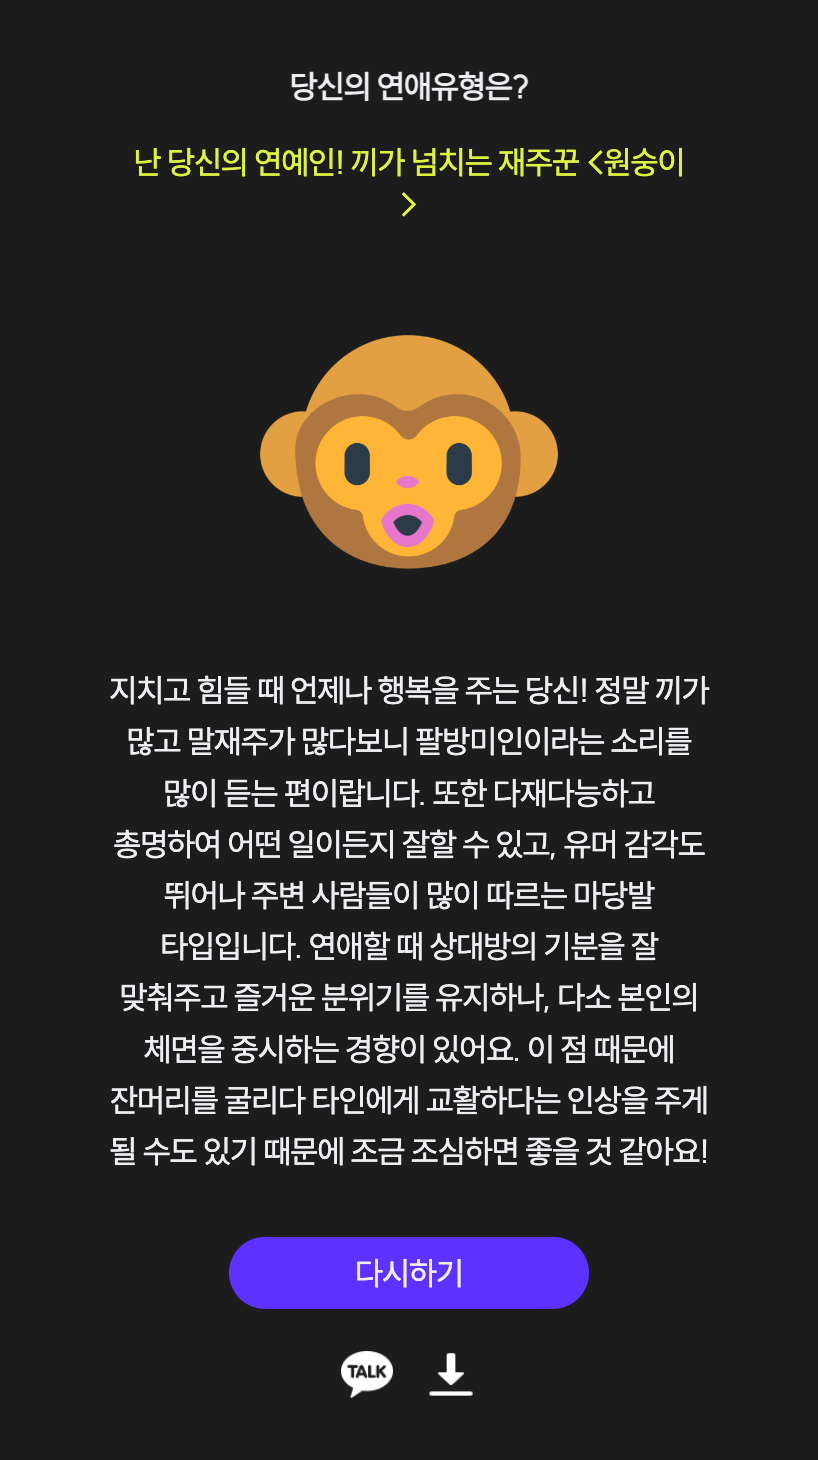 당신의 연애유형은?
난 당신의 연예인! 끼가 넘치는 재주꾼 <원숭이
>
지치고 힘들 때 언제나 행복을 주는 당신! 정말 끼가
많고 말재주가 많다보니 팔방미인이라는 소리를
많이 듣는 편이랍니다. 또한 다재다능하고
총명하여 어떤 일이든지 잘할 수 있고, 유머 감각도
뛰어나 주변 사람들이 많이 따르는 마당발
타입입니다. 연애할 때 상대방의 기분을 잘
맞춰주고 즐거운 분위기를 유지하나, 다소 본인의
체면을 중시하는 경향이 있어요. 이 점 때문에
잔머리를 굴리다 타인에게 교활하다는 인상을 주게
될 수도 있기 때문에 조금 조심하면 좋을 것 같아요!
다시하기
TALK